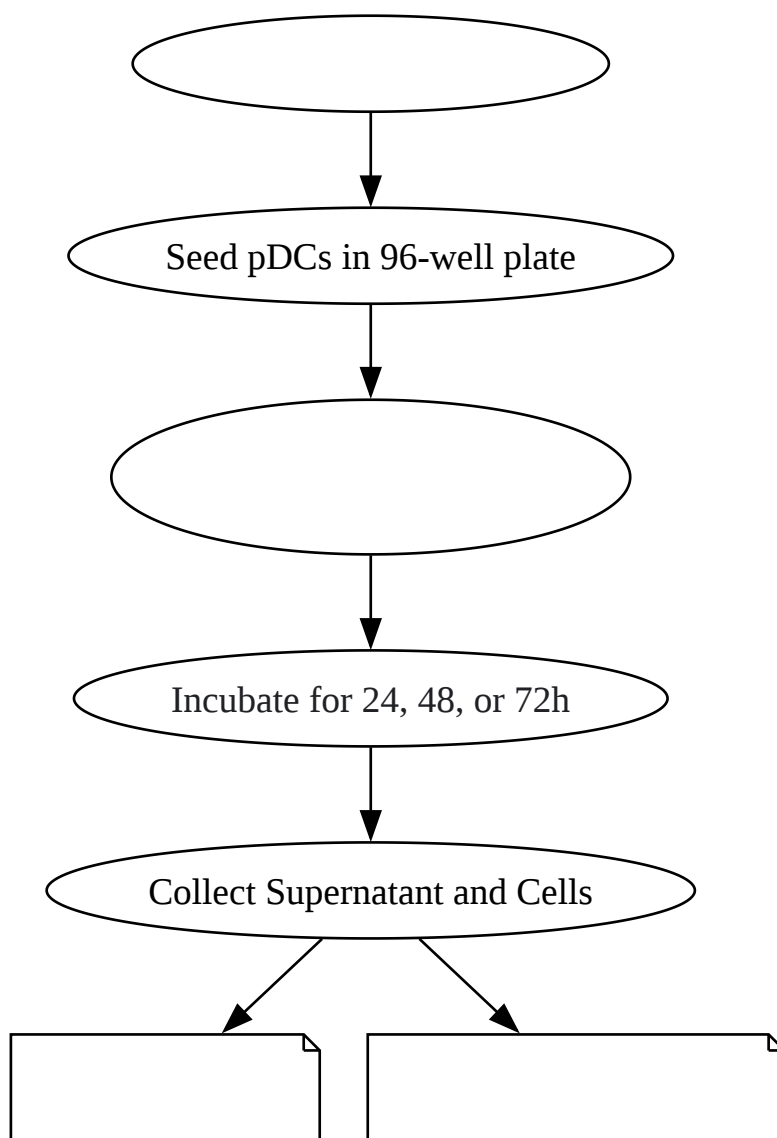 Seed pDCs in 96-well plate
Incubate for 24, 48, or 72h
Collect Supernatant and Cells